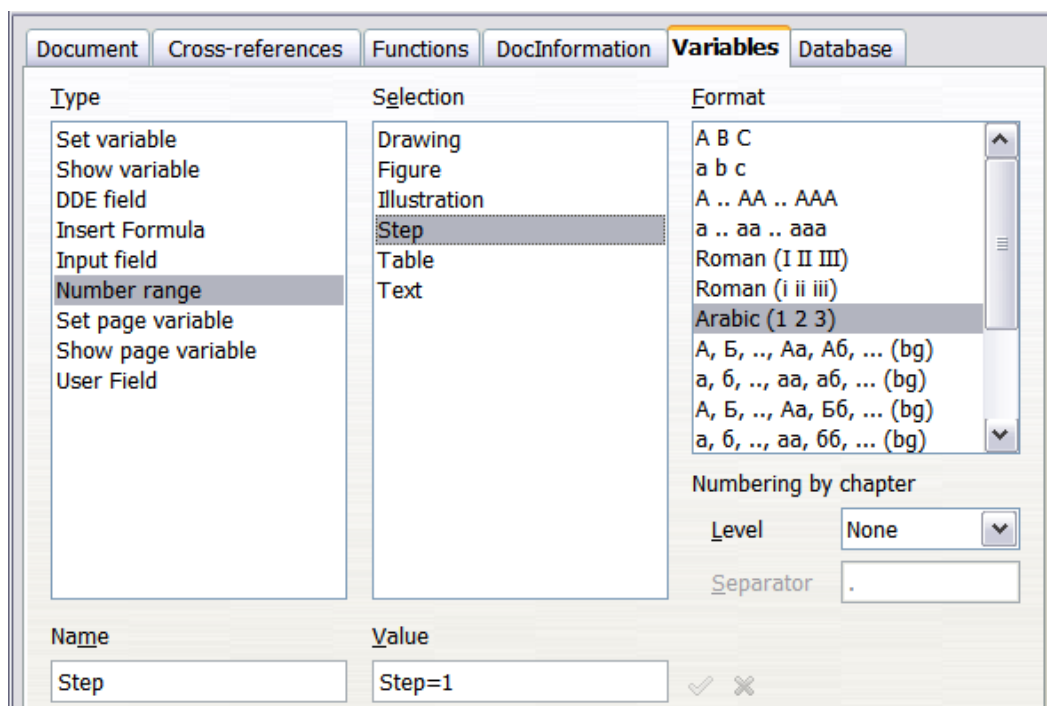 Document Cross-references Functions DocInformation Variables Database
Type
Set variable
Show variable
DDE field
Insert Formula
Input field
Number range
Set page variable
Show page variable
User Field
Selection
Drawing
Figure
Illustration
Step
Table
Text
Format
A B C
a b c
A .. AA .. AAA
a .. aa .. aaa
Roman (I II III)
Roman (i ii iii)
Arabic (1 2 3)
А, Б, .., Аа, Аб, ... (bg)
а, б, .., аа, аб, ... (bg)
А, Б, .., Аа, Бб, ... (bg)
а, б, .., аа, бб, ... (bg)
Numbering by chapter
Level None
Separator .
Name
Step
Value
Step=1